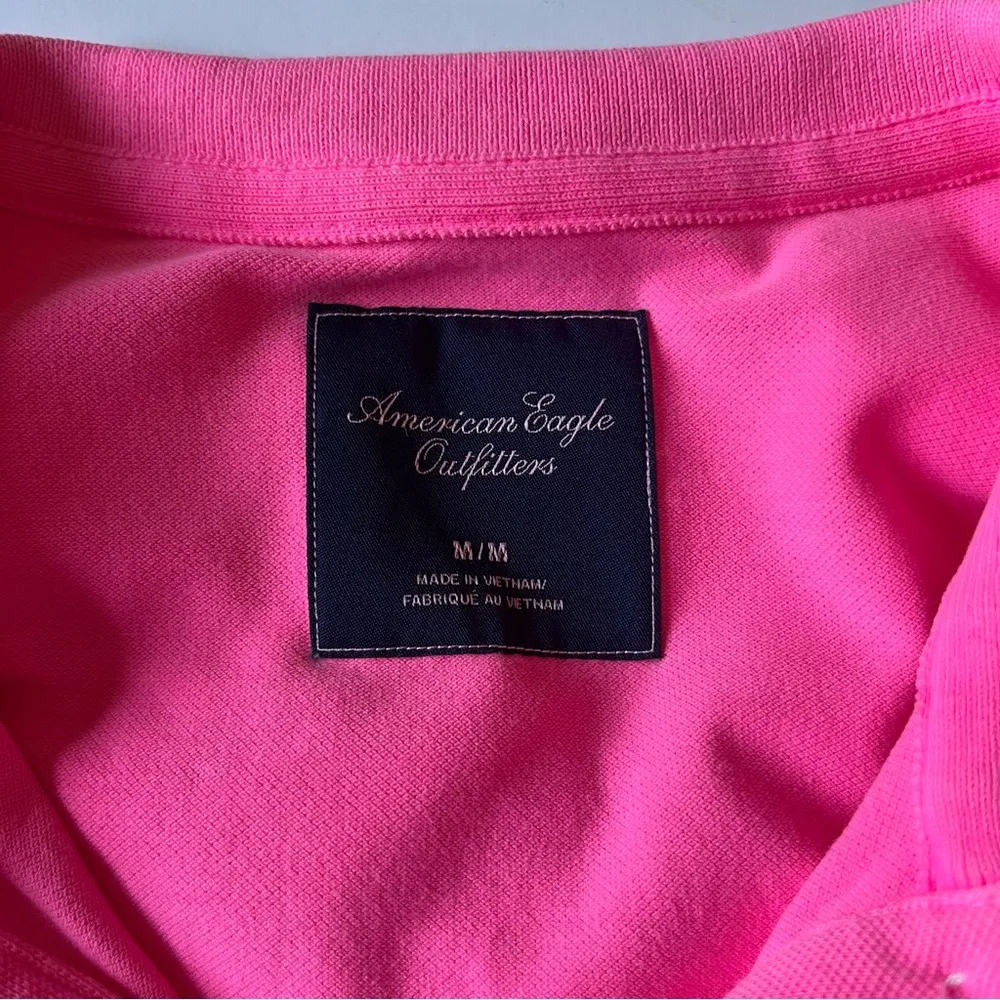 American Eagle
Outfitters
M/M
MADE IN VIETNAM/
FABRIQUÉ AU VIETNAM